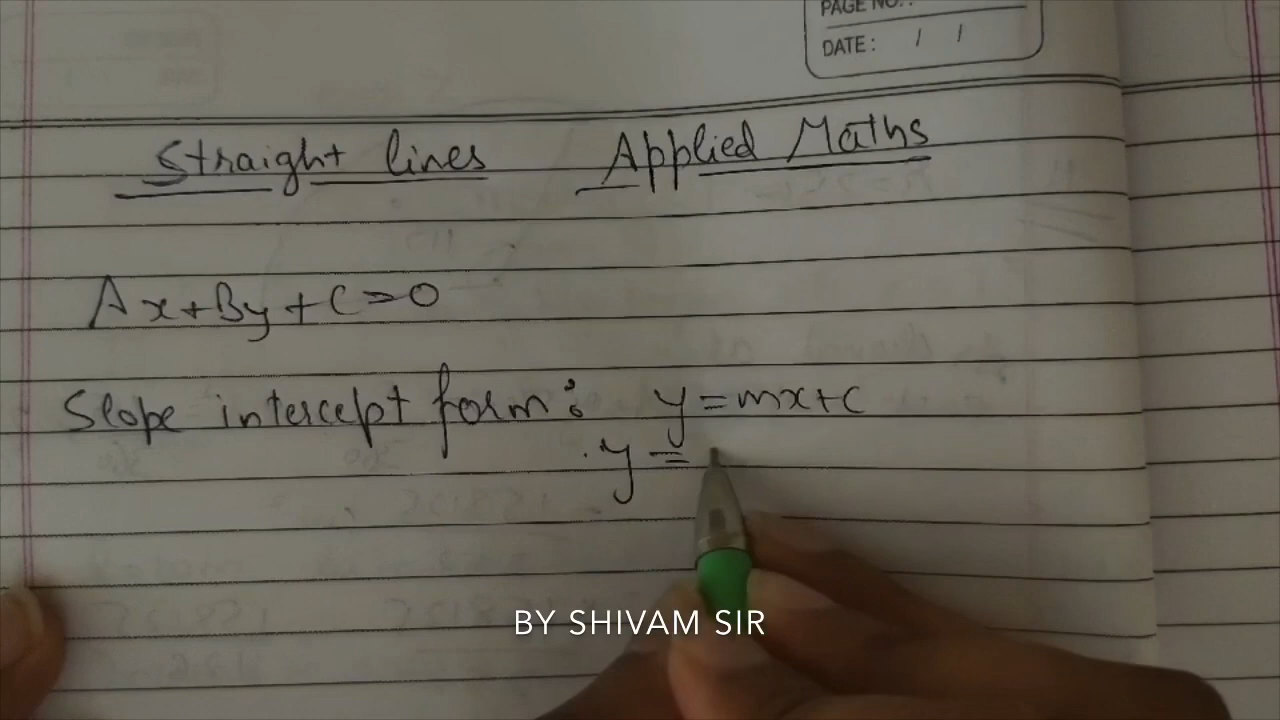 PAGE NO.:
DATE: / /
Straight lines Applied Maths
Ax+By+C=0
Slope intercept form: y=mx+c
y=
BY SHIVAM SIR